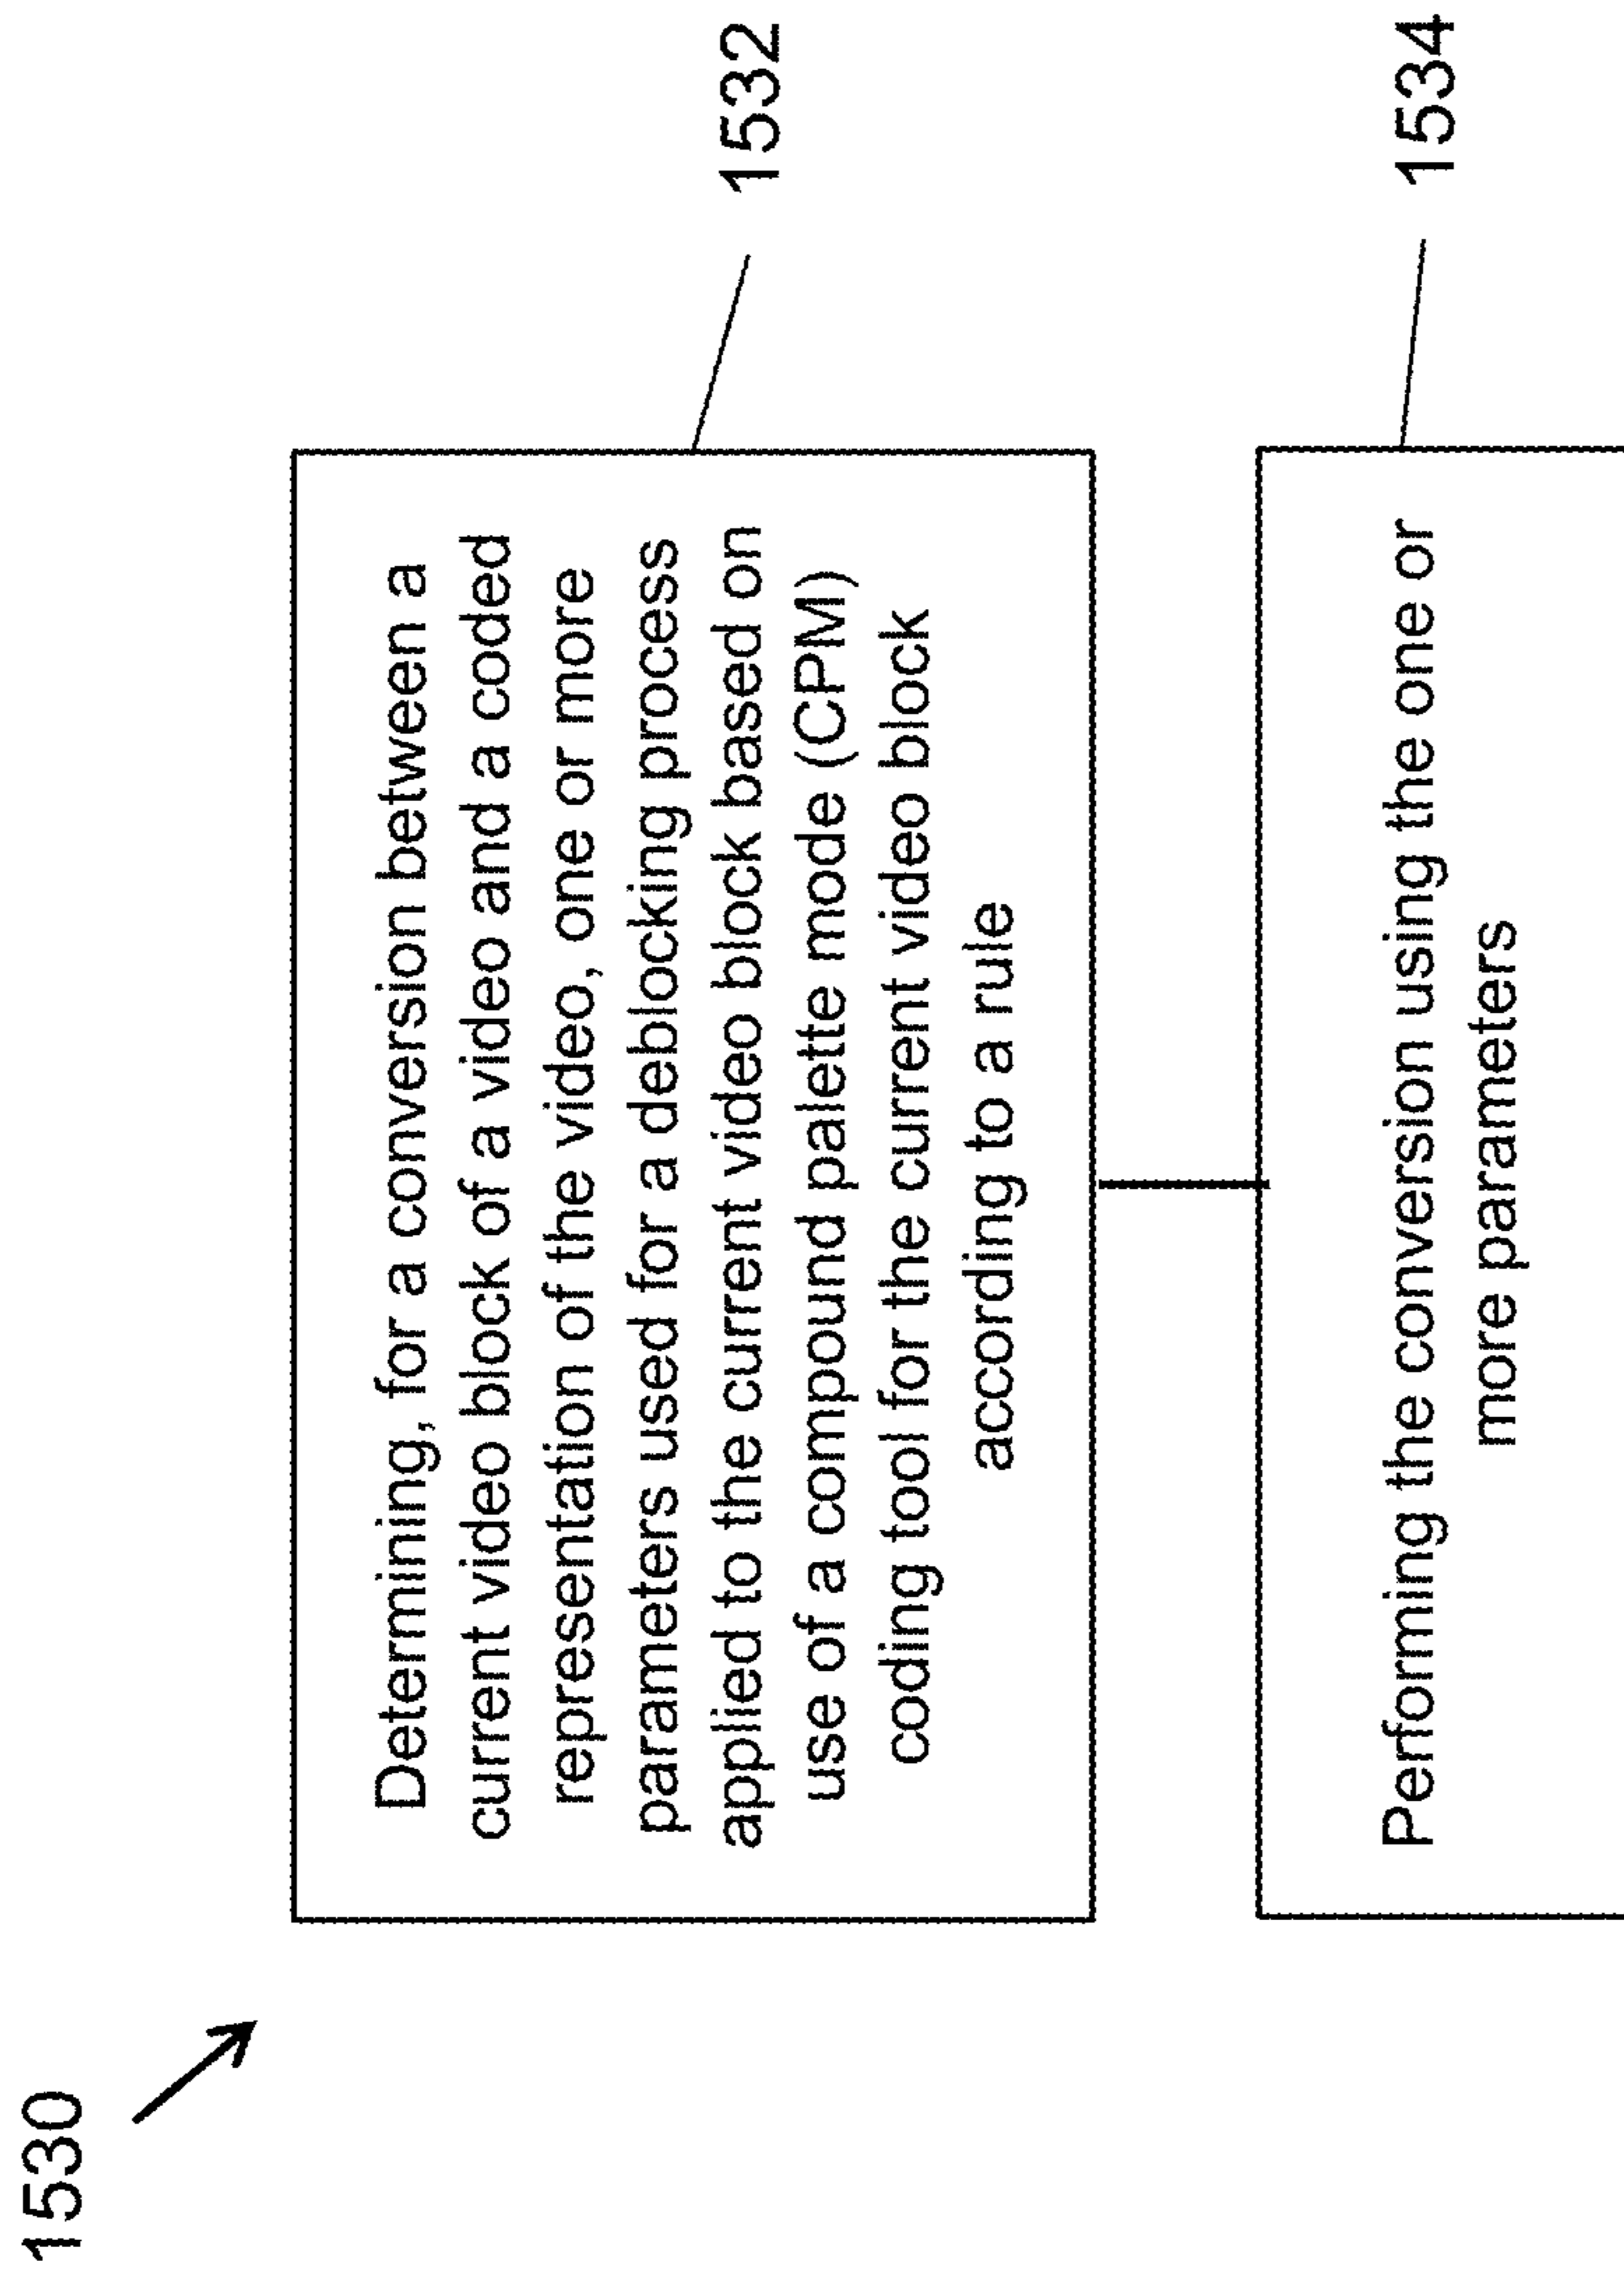 1530
Determining, for a conversion between a
current video block of a video and a coded
representation of the video, one or more
parameters used for a deblocking process
applied to the current video block based on
use of a compound palette mode (CPM)
coding tool for the current video block
according to a rule
1532
Performing the conversion using the one or
more parameters
1534